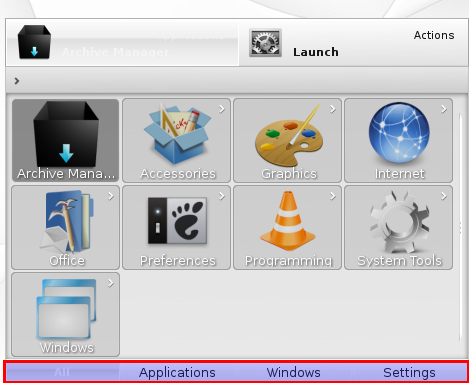 Archive Manager
Launch
Actions
Archive Mana...
Accessories
Graphics
Internet
Office
Preferences
Programming
System Tools
Windows
All Applications Windows Settings